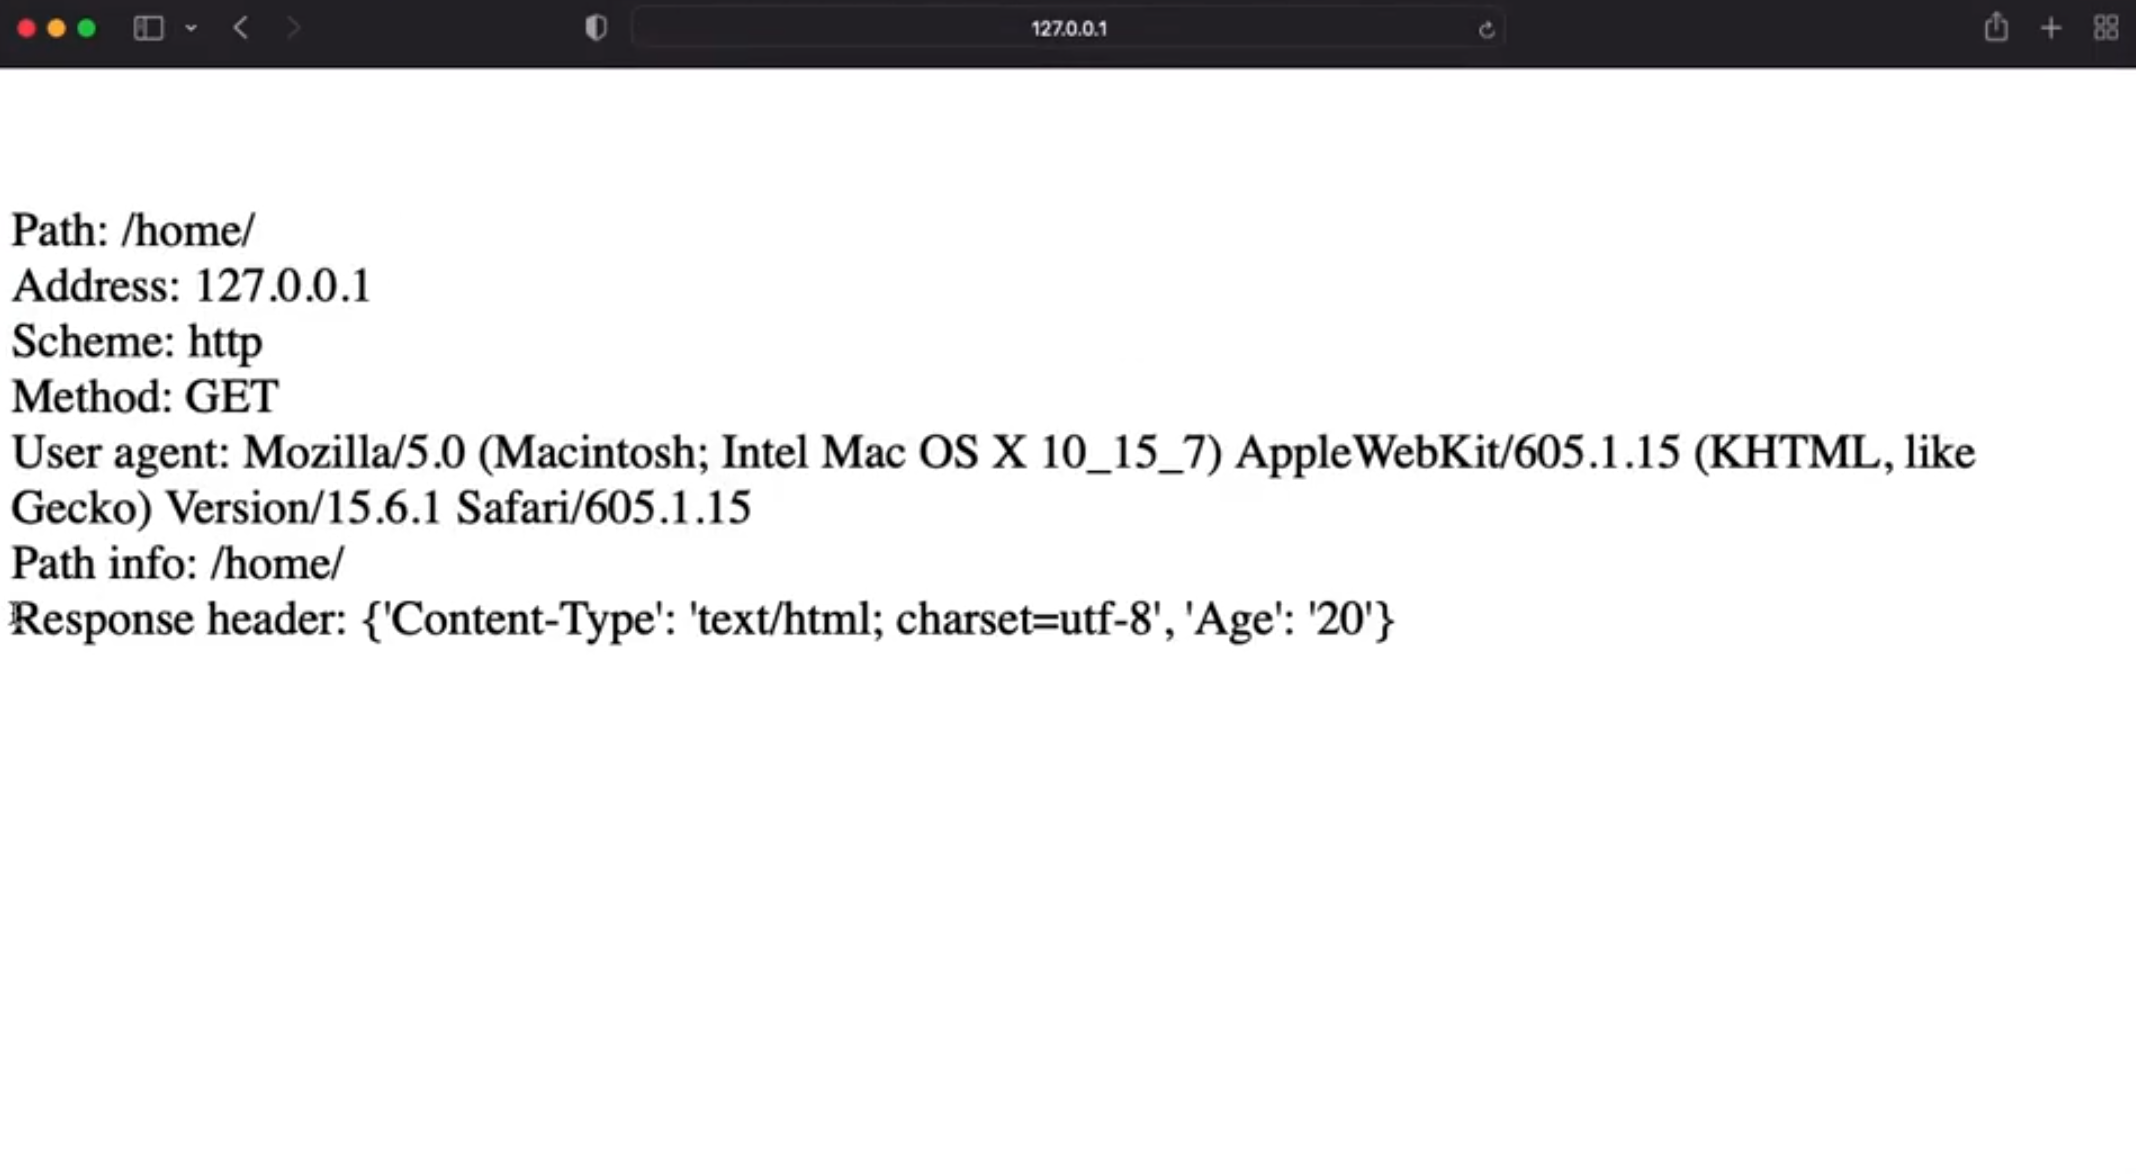 127.0.0.1
Path: /home/
Address: 127.0.0.1
Scheme: http
Method: GET
User agent: Mozilla/5.0 (Macintosh; Intel Mac OS X 10_15_7) AppleWebKit/605.1.15 (KHTML, like
Gecko) Version/15.6.1 Safari/605.1.15
Path info: /home/
Response header: {'Content-Type': 'text/html; charset=utf-8', 'Age': '20'}